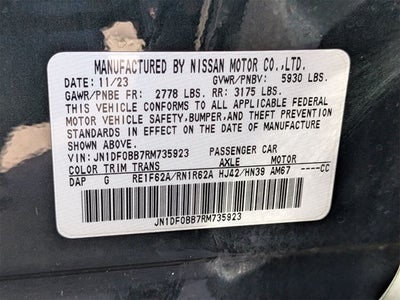 MANUFACTURED BY NISSAN MOTOR CO.,LTD.
DATE: 11/23 GVWR/PNBV: 5930 LBS.
GAWR/PNBE FR: 2778 LBS. RR: 3175 LBS.
THIS VEHICLE CONFORMS TO ALL APPLICABLE FEDERAL
MOTOR VEHICLE SAFETY,BUMPER,AND THEFT PREVENTION
STANDARDS IN EFFECT ON THE DATE OF MANUFACTURE
SHOWN ABOVE.
VIN: JN1DF0BB7RM735923 PASSENGER CAR
COLOR TRIM TRANS AXLE MOTOR
DAP G RE1F62A/RN1R62A HJ42/HN39 AM67 ----CC
JN1DF0BB7RM735923